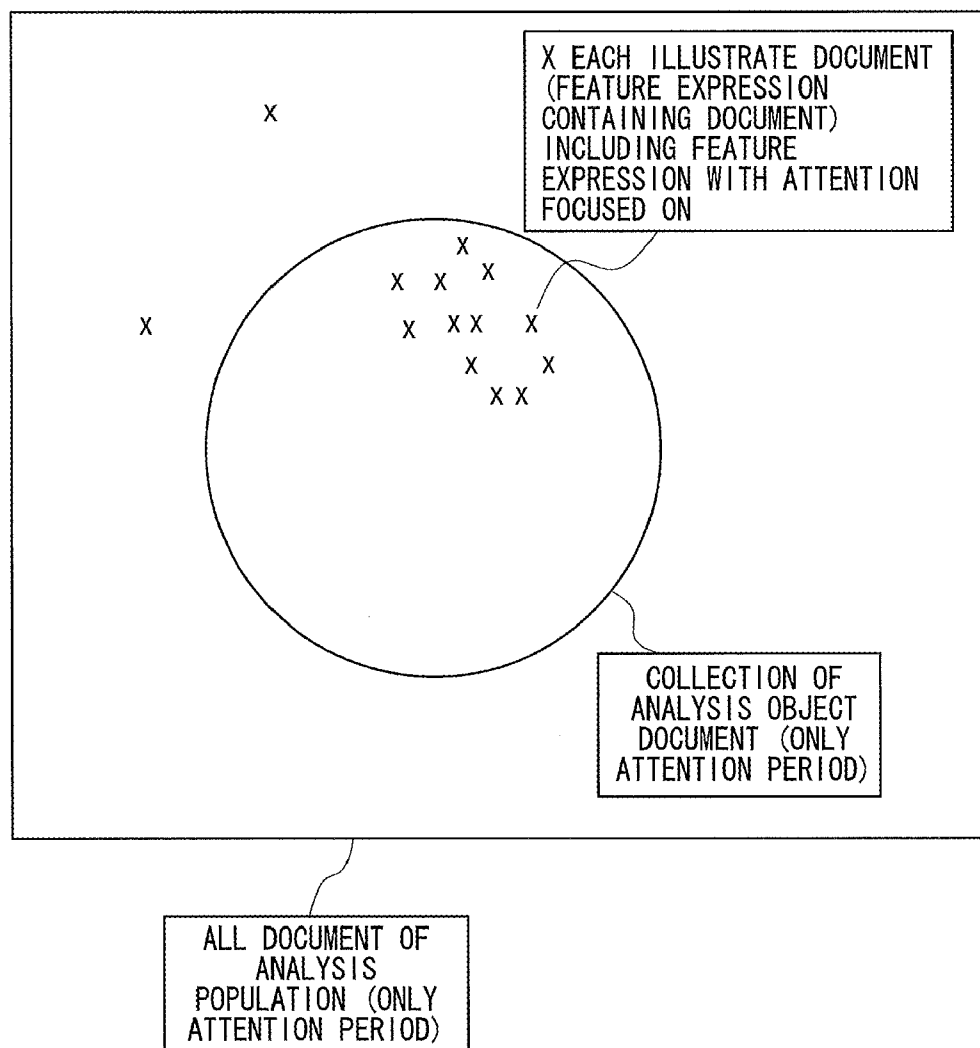 X EACH ILLUSTRATE DOCUMENT
(FEATURE EXPRESSION
CONTAINING DOCUMENT)
INCLUDING FEATURE
EXPRESSION WITH ATTENTION
FOCUSED ON
X
X
X
X X
X
X X X X
X X
X X
COLLECTION OF
ANALYSIS OBJECT
DOCUMENT (ONLY
ATTENTION PERIOD)
ALL DOCUMENT OF
ANALYSIS
POPULATION (ONLY
ATTENTION PERIOD)